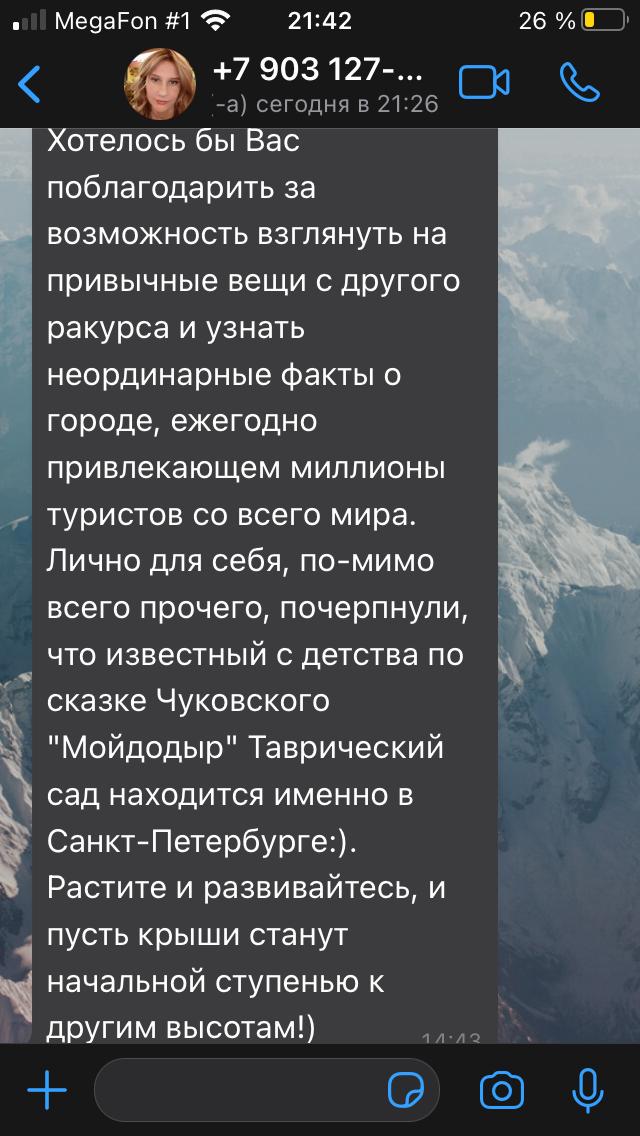 MegaFon #1 21:42 26 %
+7 903 127-...
-а) сегодня в 21:26
Хотелось бы Вас
поблагодарить за
возможность взглянуть на
привычные вещи с другого
ракурса и узнать
неординарные факты о
городе, ежегодно
привлекающем миллионы
туристов со всего мира.
Лично для себя, по-мимо
всего прочего, почерпнули,
что известный с детства по
сказке Чуковского
"Мойдодыр" Таврический
сад находится именно в
Санкт-Петербурге:).
Растите и развивайтесь, и
пусть крыши станут
начальной ступенью к
другим высотам!)
14:43